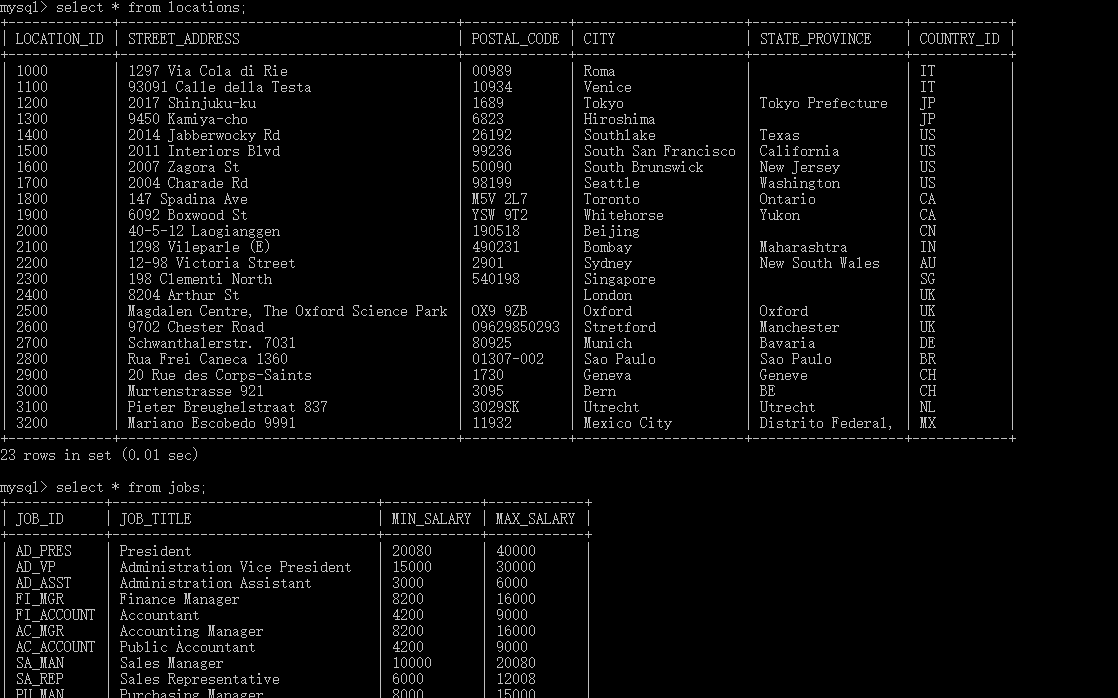 mysql> select * from locations;
LOCATION_ID | STREET_ADDRESS | POSTAL_CODE | CITY | STATE_PROVINCE | COUNTRY_ID
1000 | 1297 Via Cola di Rie | 00989 | Roma | | IT
1100 | 93091 Calle della Testa | 10934 | Venice | | IT
1200 | 2017 Shinjuku-ku | 1689 | Tokyo | Tokyo Prefecture | JP
1300 | 9450 Kamiya-cho | 6823 | Hiroshima | | JP
1400 | 2014 Jabberwocky Rd | 26192 | Southlake | Texas | US
1500 | 2011 Interiors Blvd | 99236 | South San Francisco | California | US
1600 | 2007 Zagora St | 50090 | South Brunswick | New Jersey | US
1700 | 2004 Charade Rd | 98199 | Seattle | Washington | US
1800 | 147 Spadina Ave | M5V 2L7 | Toronto | Ontario | CA
1900 | 6092 Boxwood St | YSW 9T2 | Whitehorse | Yukon | CA
2000 | 40-5-12 Laogianggen | 190518 | Beijing | | CN
2100 | 1298 Vileparle (E) | 490231 | Bombay | Maharashtra | IN
2200 | 12-98 Victoria Street | 2901 | Sydney | New South Wales | AU
2300 | 198 Clementi North | 540198 | Singapore | | SG
2400 | 8204 Arthur St | | London | | UK
2500 | Magdalen Centre, The Oxford Science Park | OX9 9ZB | Oxford | Oxford | UK
2600 | 9702 Chester Road | 09629850293 | Stretford | Manchester | UK
2700 | Schwanthalerstr. 7031 | 80925 | Munich | Bavaria | DE
2800 | Rua Frei Caneca 1360 | 01307-002 | Sao Paulo | Sao Paulo | BR
2900 | 20 Rue des Corps-Saints | 1730 | Geneva | Geneve | CH
3000 | Murtenstrasse 921 | 3095 | Bern | BE | CH
3100 | Pieter Breughelstraat 837 | 3029SK | Utrecht | Utrecht | NL
3200 | Mariano Escobedo 9991 | 11932 | Mexico City | Distrito Federal, | MX
23 rows in set (0.01 sec)
mysql> select * from jobs;
JOB_ID | JOB_TITLE | MIN_SALARY | MAX_SALARY
AD_PRES | President | 20080 | 40000
AD_VP | Administration Vice President | 15000 | 30000
AD_ASST | Administration Assistant | 3000 | 6000
FI_MGR | Finance Manager | 8200 | 16000
FI_ACCOUNT | Accountant | 4200 | 9000
AC_MGR | Accounting Manager | 8200 | 16000
AC_ACCOUNT | Public Accountant | 4200 | 9000
SA_MAN | Sales Manager | 10000 | 20080
SA_REP | Sales Representative | 6000 | 12008
PU_MAN | Purchasing Manager | 8000 | 15000